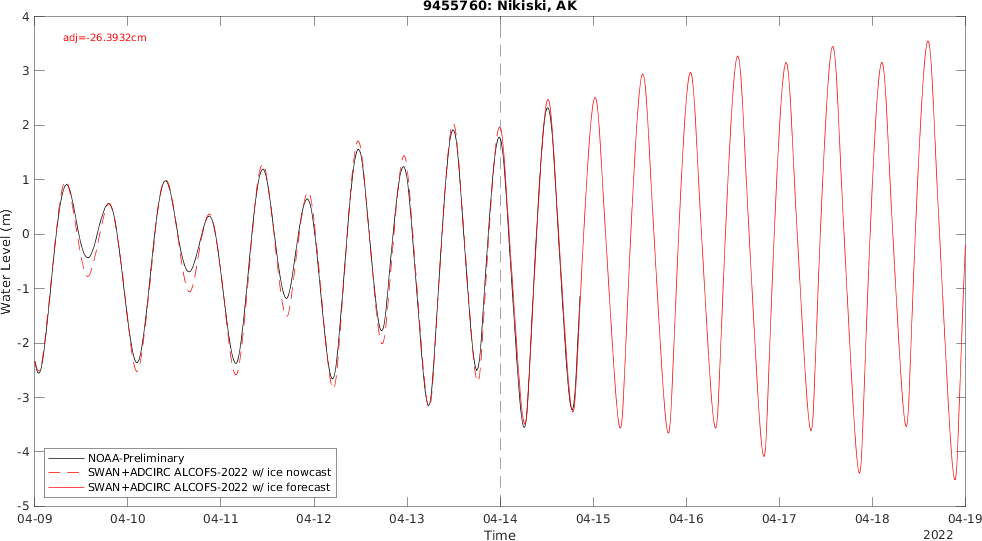 9455760: Nikiski, AK
adj=-26.3932cm
4
3
2
1
0
-1
-2
-3
-4
-5
Water Level (m)
NOAA-Preliminary
SWAN+ADCIRC ALCOFS-2022 w/ ice nowcast
SWAN+ADCIRC ALCOFS-2022 w/ ice forecast
04-09 04-10 04-11 04-12 04-13 04-14 04-15 04-16 04-17 04-18 04-19
Time
2022